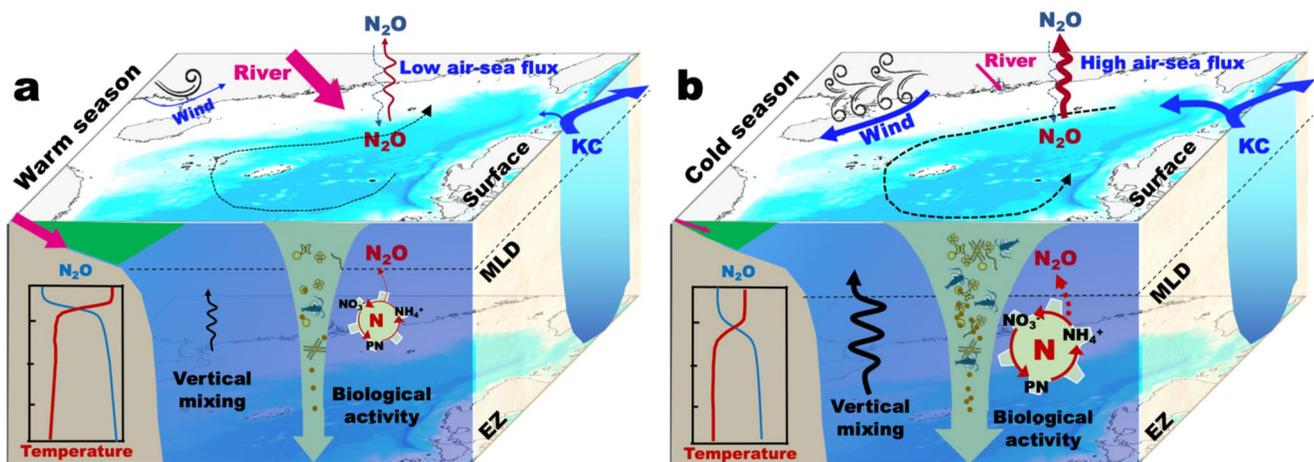 a
Warm season
Wind
River
N₂O
Low air-sea flux
N₂O
KC
Surface
MLD
EZ
N₂O
Temperature
Vertical
mixing
N₂O
NO₃⁻
NH₄⁺
N
PN
Biological
activity
b
Cold season
Wind
River
N₂O
High air-sea flux
N₂O
KC
Surface
MLD
EZ
N₂O
Temperature
Vertical
mixing
N₂O
NO₃⁻
NH₄⁺
N
PN
Biological
activity